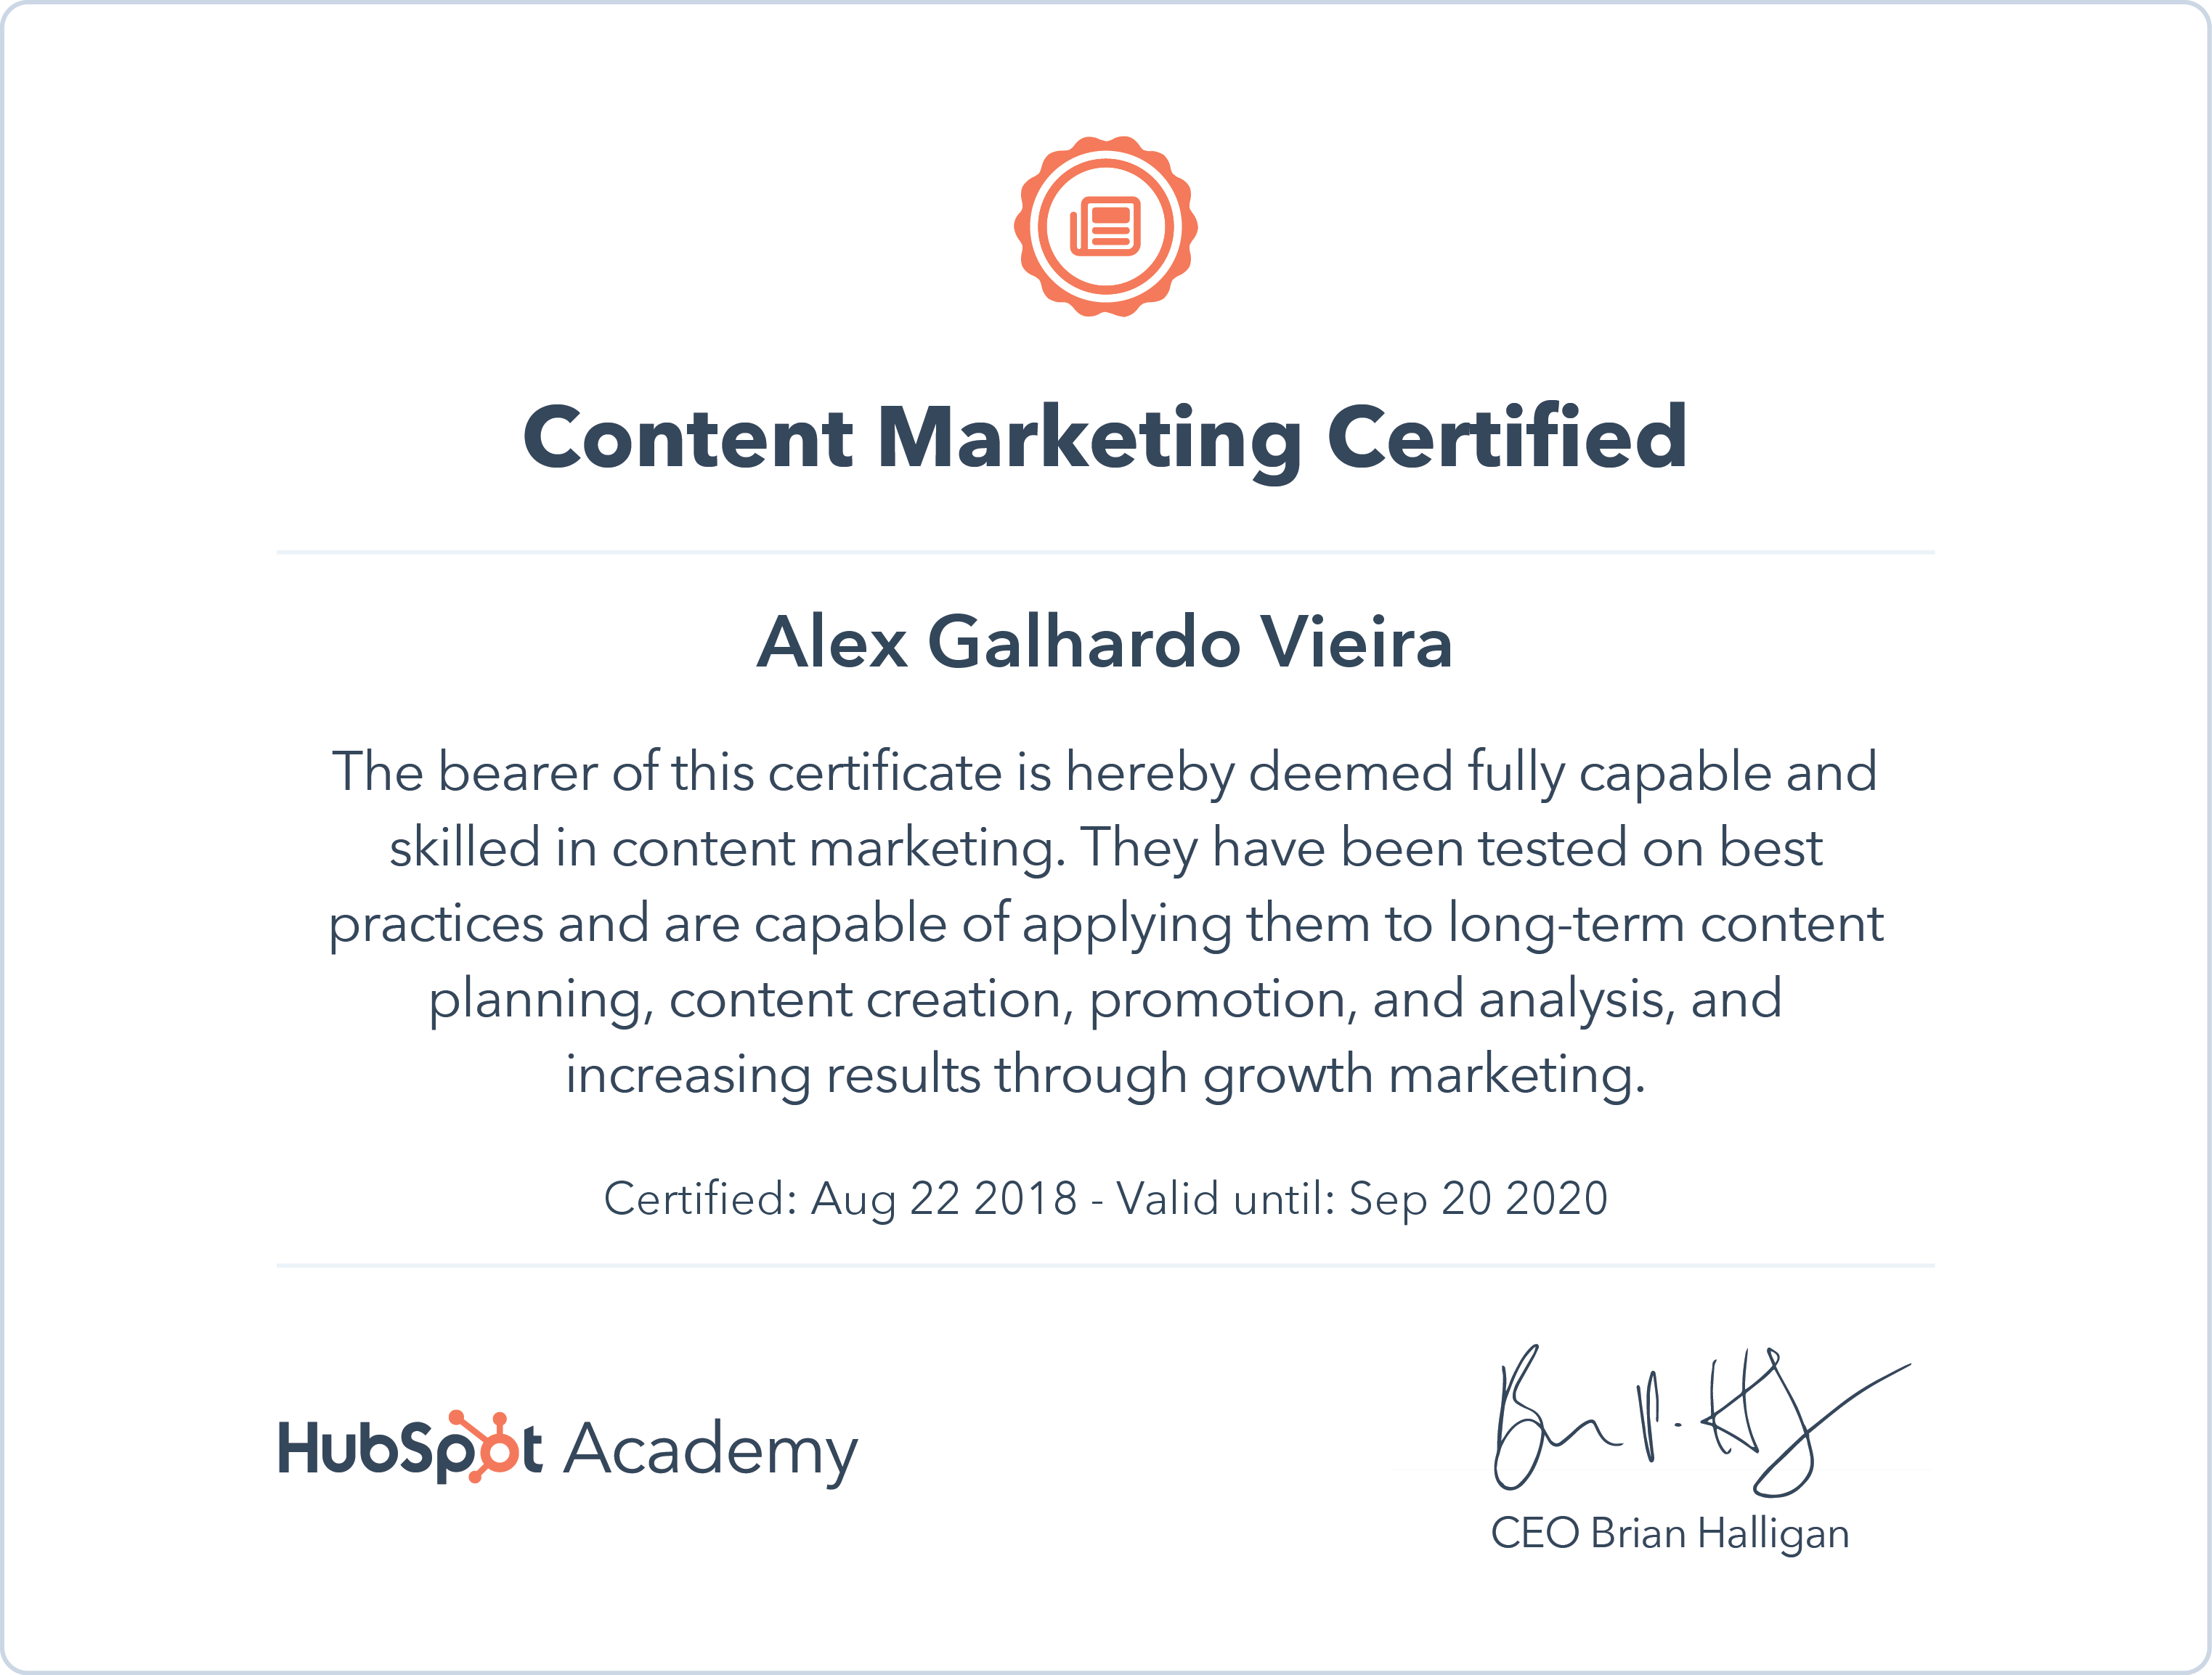 Content Marketing Certified
Alex Galhardo Vieira
The bearer of this certificate is hereby deemed fully capable and
skilled in content marketing. They have been tested on best
practices and are capable of applying them to long-term content
planning, content creation, promotion, and analysis, and
increasing results through growth marketing.
Certified: Aug 22 2018 - Valid until: Sep 20 2020
HubSpot Academy
CEO Brian Halligan